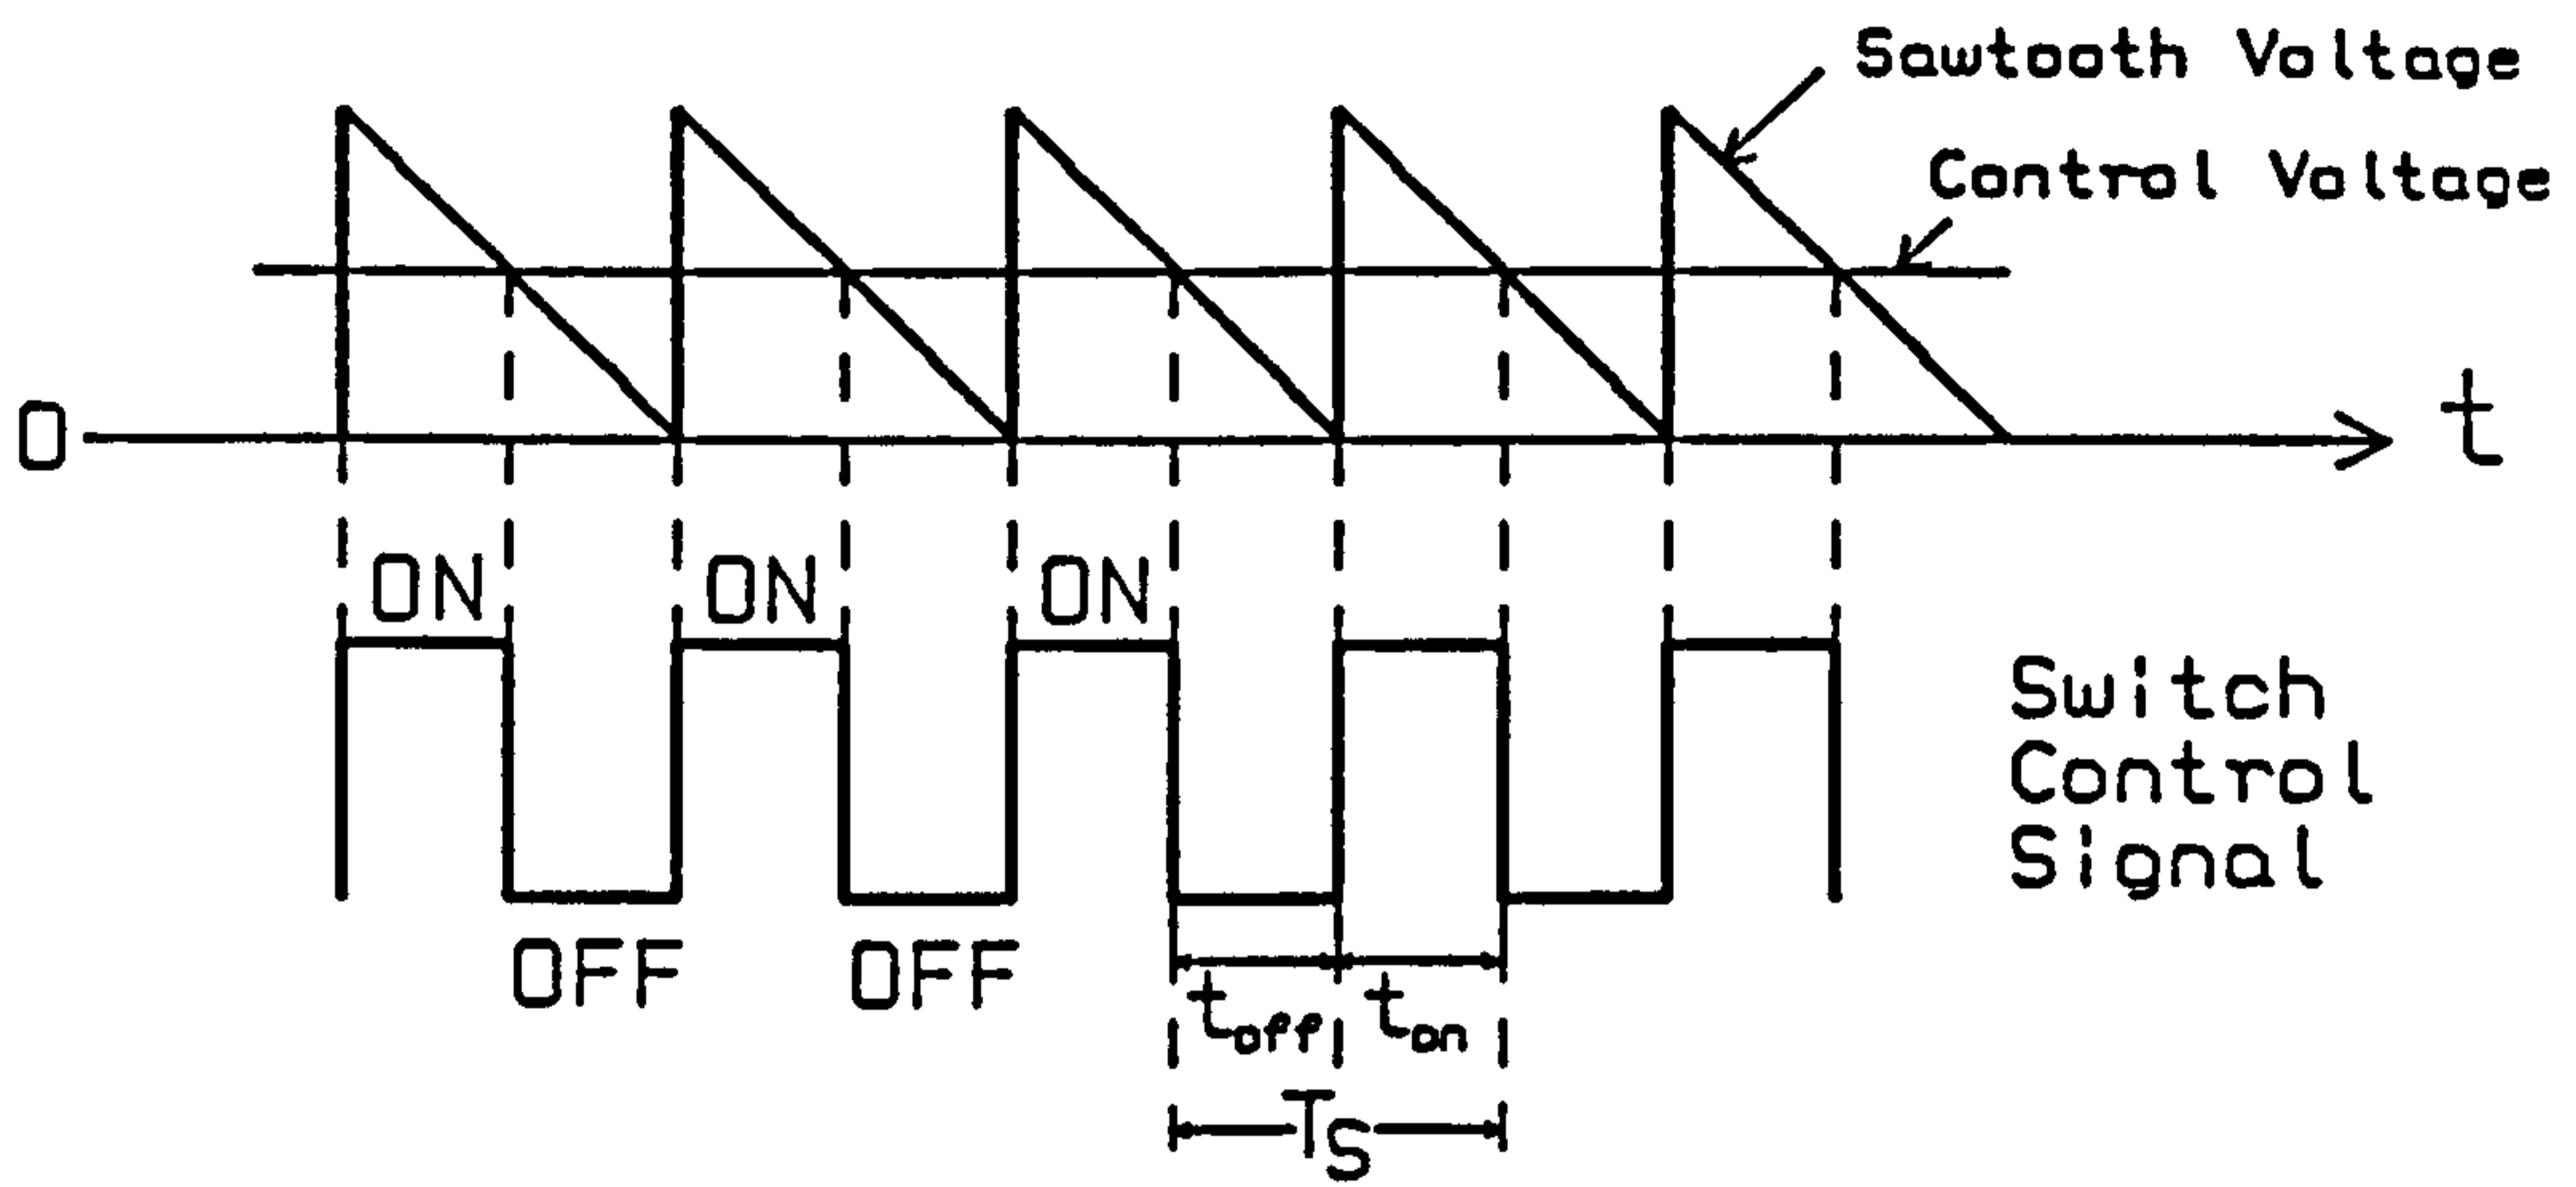 Sawtooth Voltage
Control Voltage
0
t
ON ON ON
Switch
Control
Signal
OFF OFF
toff ton
TS